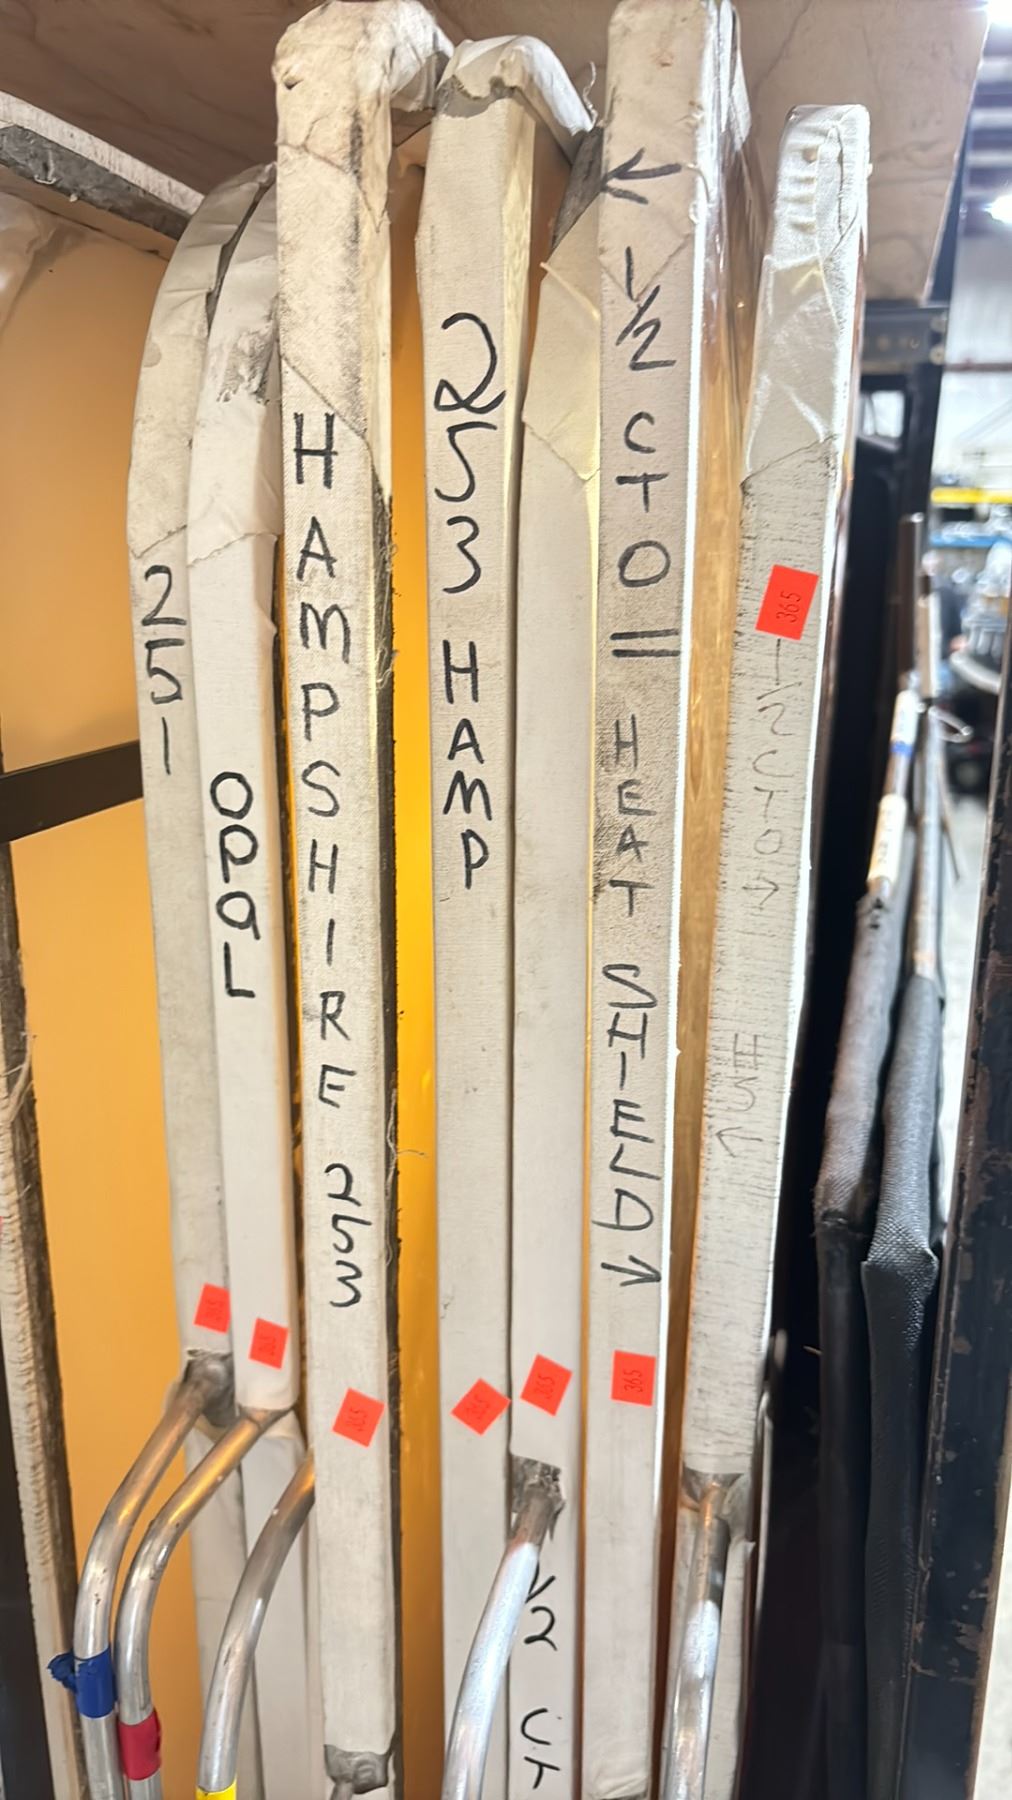 251
OPAL
HAMPSHIRE 253
253 HAMP
1/2 CT
← 1/2 CTO || HEAT SHIELD →
1/2 CTO →
HS ←
365
365
365
365
365
365
365